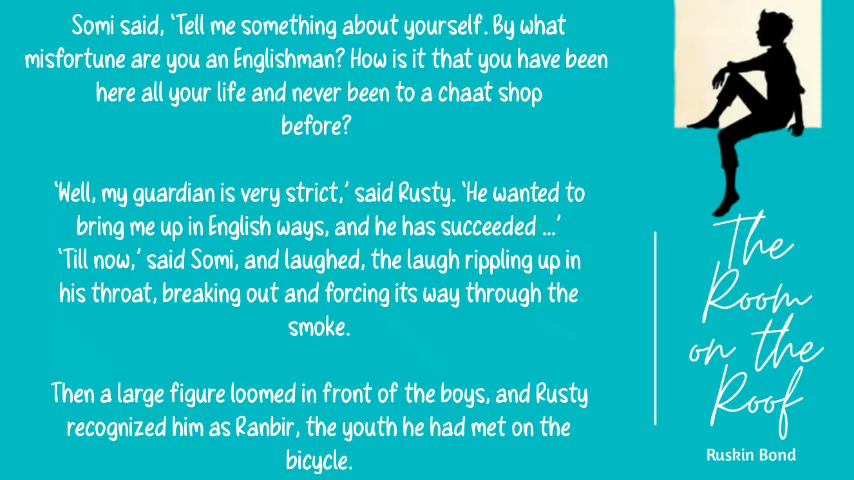 Somi said, ‘Tell me something about yourself. By what
misfortune are you an Englishman? How is it that you have been
here all your life and never been to a chaat shop
before?
‘Well, my guardian is very strict,’ said Rusty. ‘He wanted to
bring me up in English ways, and he has succeeded ...’
‘Till now,’ said Somi, and laughed, the laugh rippling up in
his throat, breaking out and forcing its way through the
smoke.
Then a large figure loomed in front of the boys, and Rusty
recognized him as Ranbir, the youth he had met on the
bicycle.
The
Room
on the
Roof
Ruskin Bond